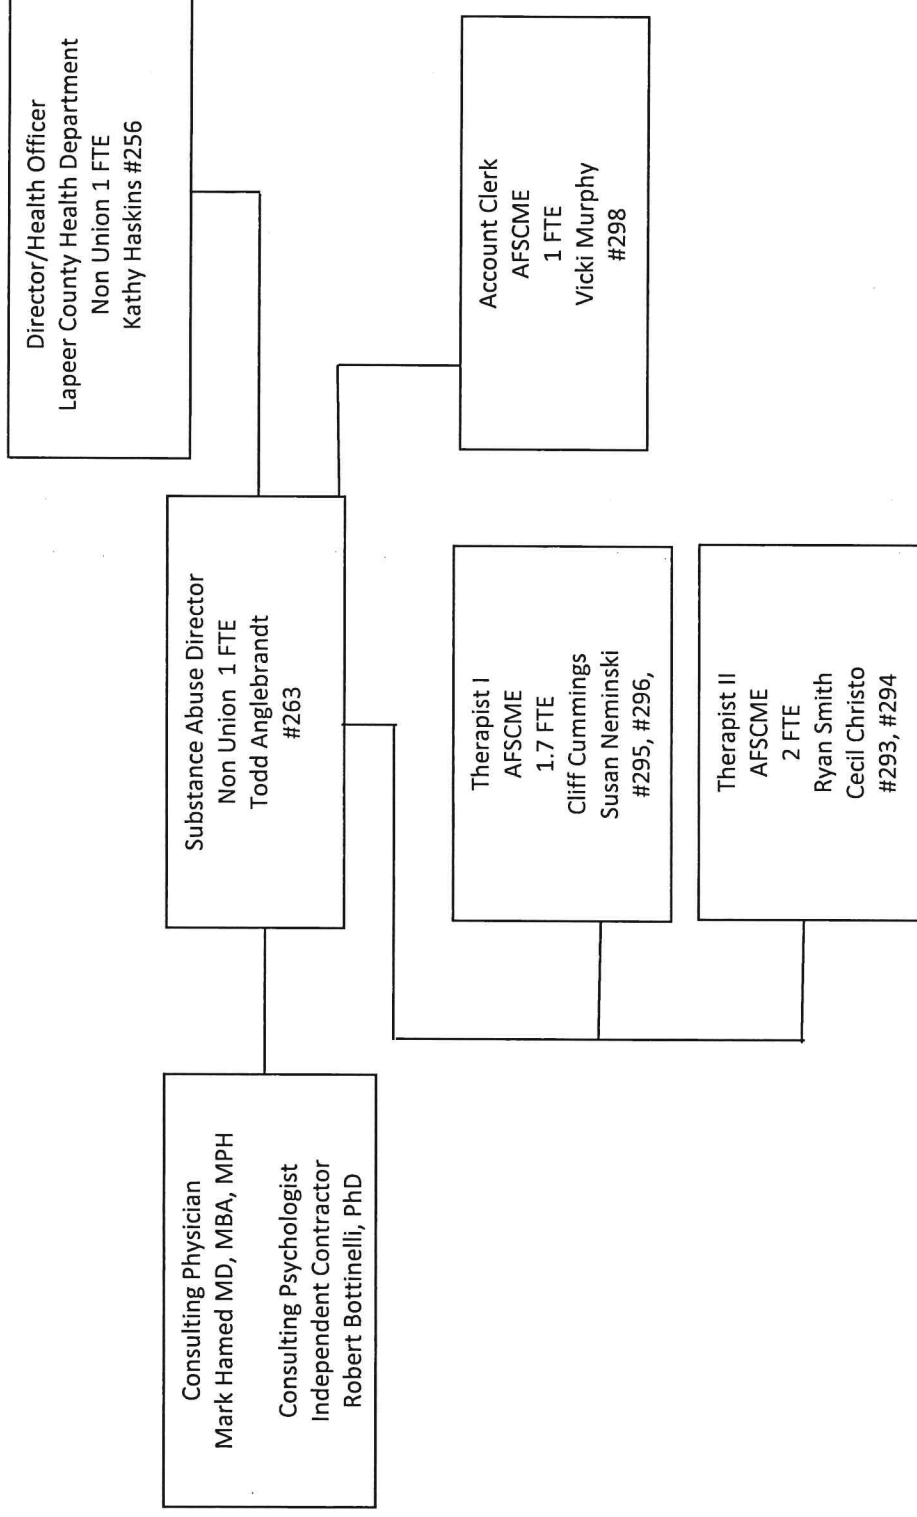 Director/Health Officer
Lapeer County Health Department
Non Union 1 FTE
Kathy Haskins #256
Substance Abuse Director
Non Union 1 FTE
Todd Anglebrandt
#263
Consulting Physician
Mark Hamed MD, MBA, MPH
Consulting Psychologist
Independent Contractor
Robert Bottinelli, PhD
Account Clerk
AFSCME
1 FTE
Vicki Murphy
#298
Therapist I
AFSCME
1.7 FTE
Cliff Cummings
Susan Neminski
#295, #296,
Therapist II
AFSCME
2 FTE
Ryan Smith
Cecil Christo
#293, #294